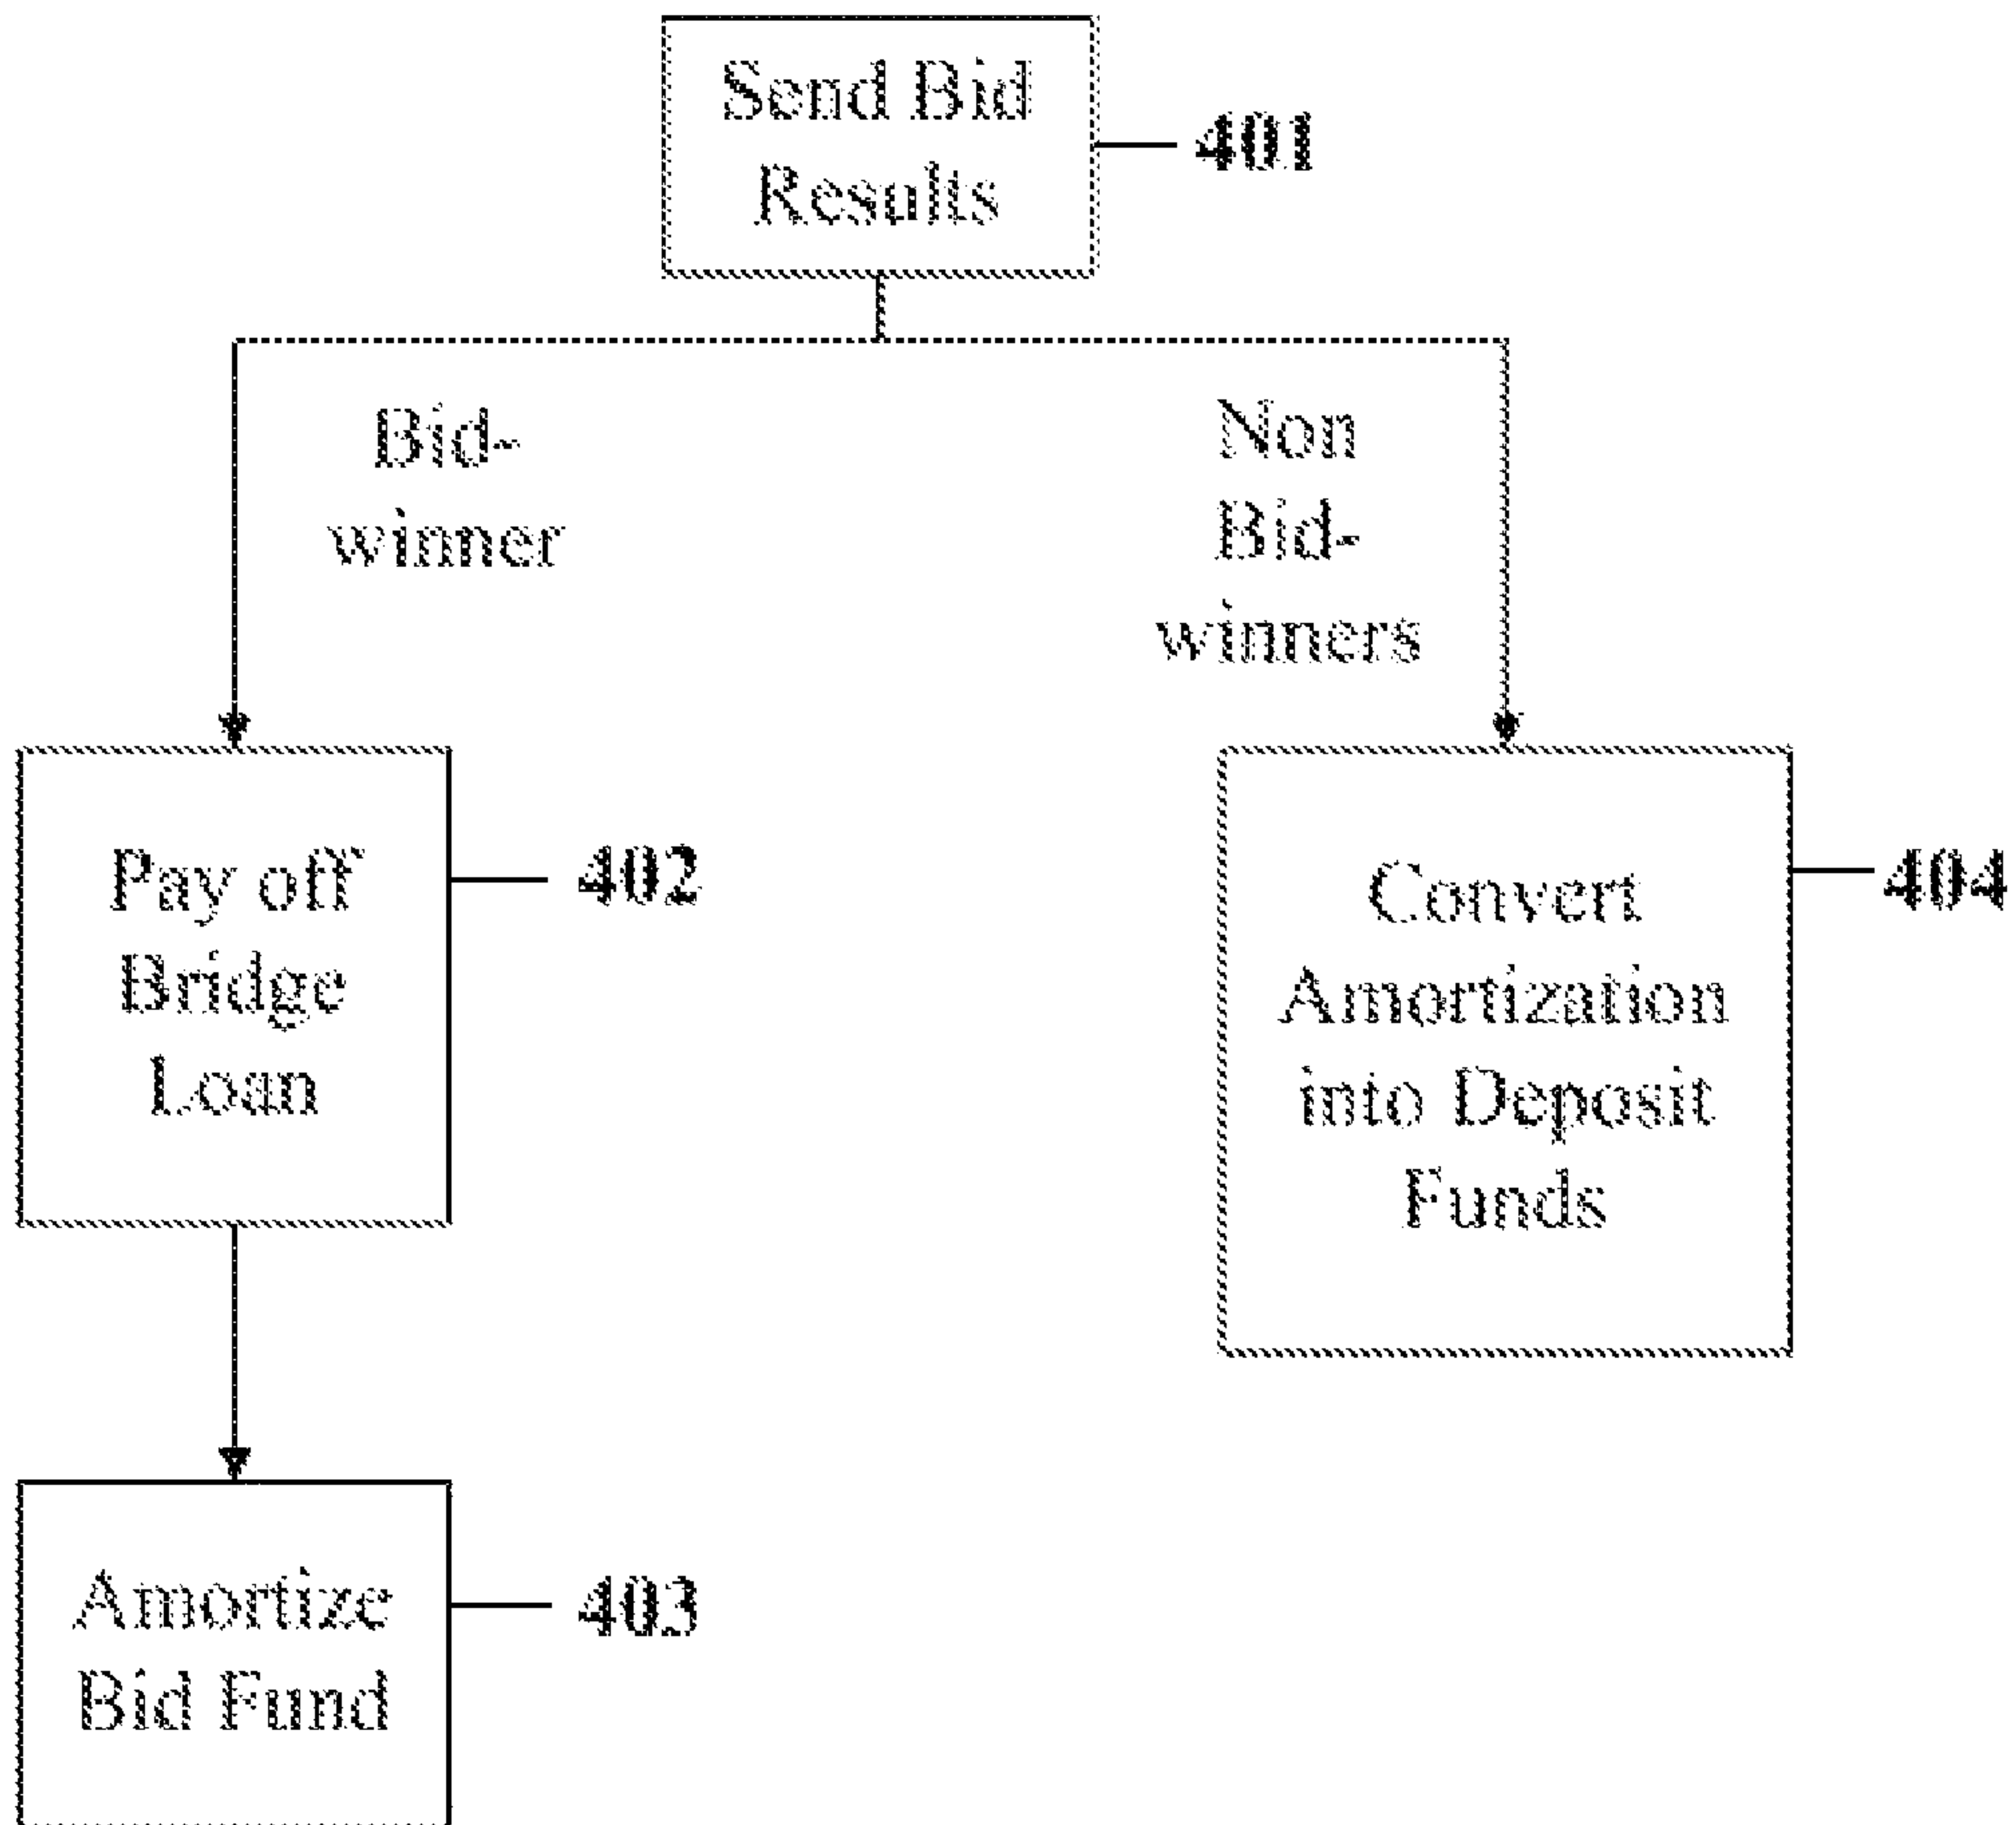 Send Bid
Results
401
Bid-
winner
Non
Bid-
winners
Pay off
Bridge
Loan
402
Convert
Amortization
into Deposit
Funds
404
Amortize
Bid Fund
403